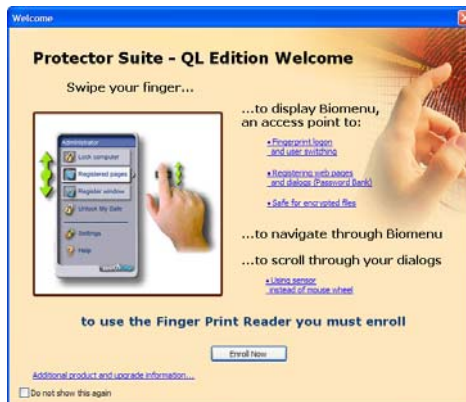 Welcome
Protector Suite - QL Edition Welcome
Swipe your finger...
Administrator
Lock computer
Registered pages
Register window
Unlock My Safe
Settings
Help
...to display Biomenu,
an access point to:
• Fingerprint logon
and user switching
• Registering web pages
and dialogs (Password Bank)
• Safe for encrypted files
...to navigate through Biomenu
...to scroll through your dialogs
• Using sensor
instead of mouse wheel
to use the Finger Print Reader you must enroll
Enroll Now
Additional product and upgrade information...
Do not show this again